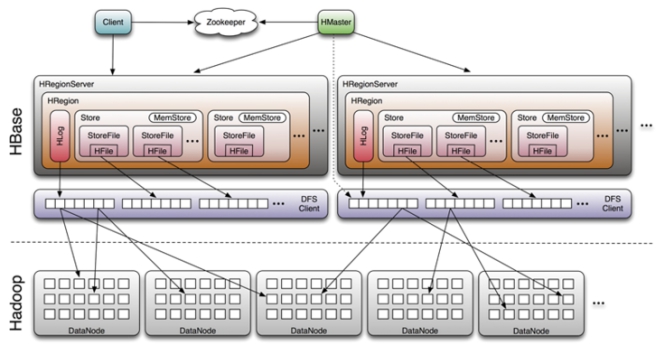 Client
Zookeeper
HMaster
HBase
HRegionServer
HRegion
HLog
Store
MemStore
StoreFile
HFile
StoreFile
HFile
...
Store
MemStore
StoreFile
HFile
...
...
HRegionServer
HRegion
HLog
Store
MemStore
StoreFile
HFile
StoreFile
HFile
...
Store
MemStore
StoreFile
HFile
...
...
...
...
DFS
Client
...
DFS
Client
Hadoop
DataNode
DataNode
DataNode
DataNode
DataNode
...